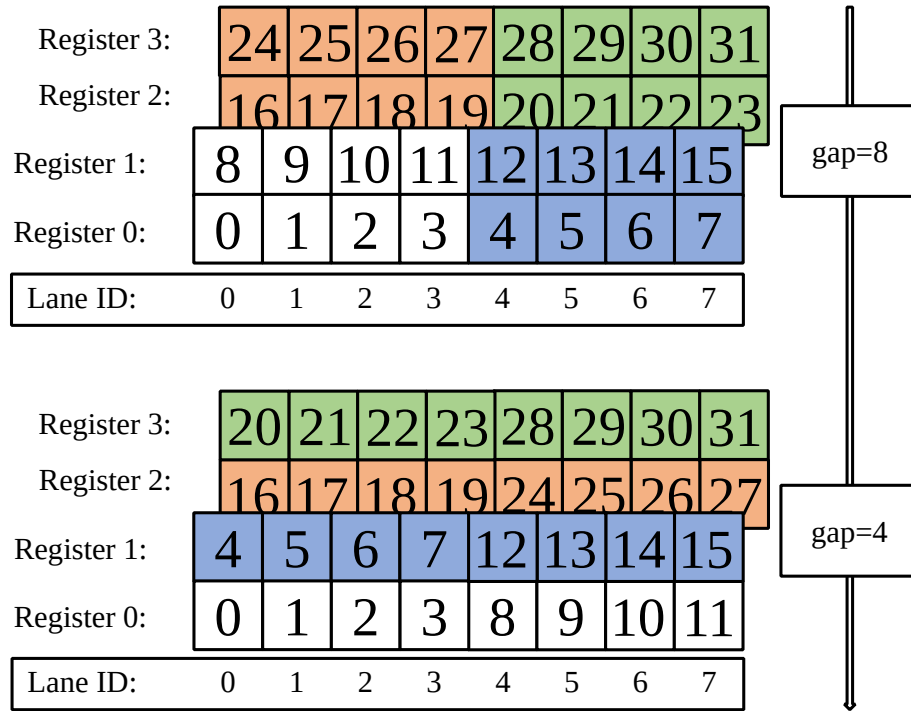 Register 3: 24 25 26 27 28 29 30 31
Register 2: 16 17 18 19 20 21 22 23
gap=8
Register 1: 8 9 10 11 12 13 14 15
Register 0: 0 1 2 3 4 5 6 7
Lane ID: 0 1 2 3 4 5 6 7
Register 3: 20 21 22 23 28 29 30 31
Register 2: 16 17 18 19 24 25 26 27
gap=4
Register 1: 4 5 6 7 12 13 14 15
Register 0: 0 1 2 3 8 9 10 11
Lane ID: 0 1 2 3 4 5 6 7